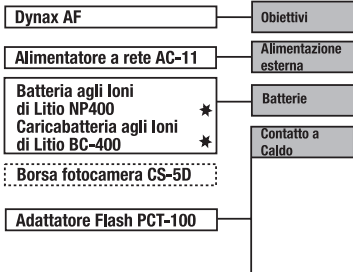 Dynax AF
Obiettivi
Alimentatore a rete AC-11
Alimentazione
esterna
Batteria agli Ioni
di Litio NP400
Caricabatteria agli Ioni
di Litio BC-400
Batterie
Contatto a
Caldo
Borsa fotocamera CS-5D
Adattatore Flash PCT-100